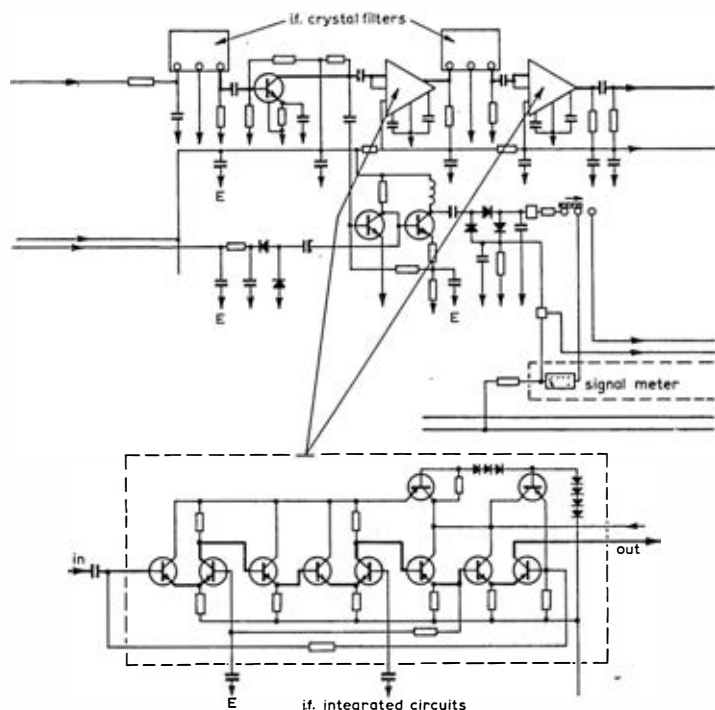 i.f. crystal filters
E
E
E
signal meter
in
out
E
i.f. integrated circuits